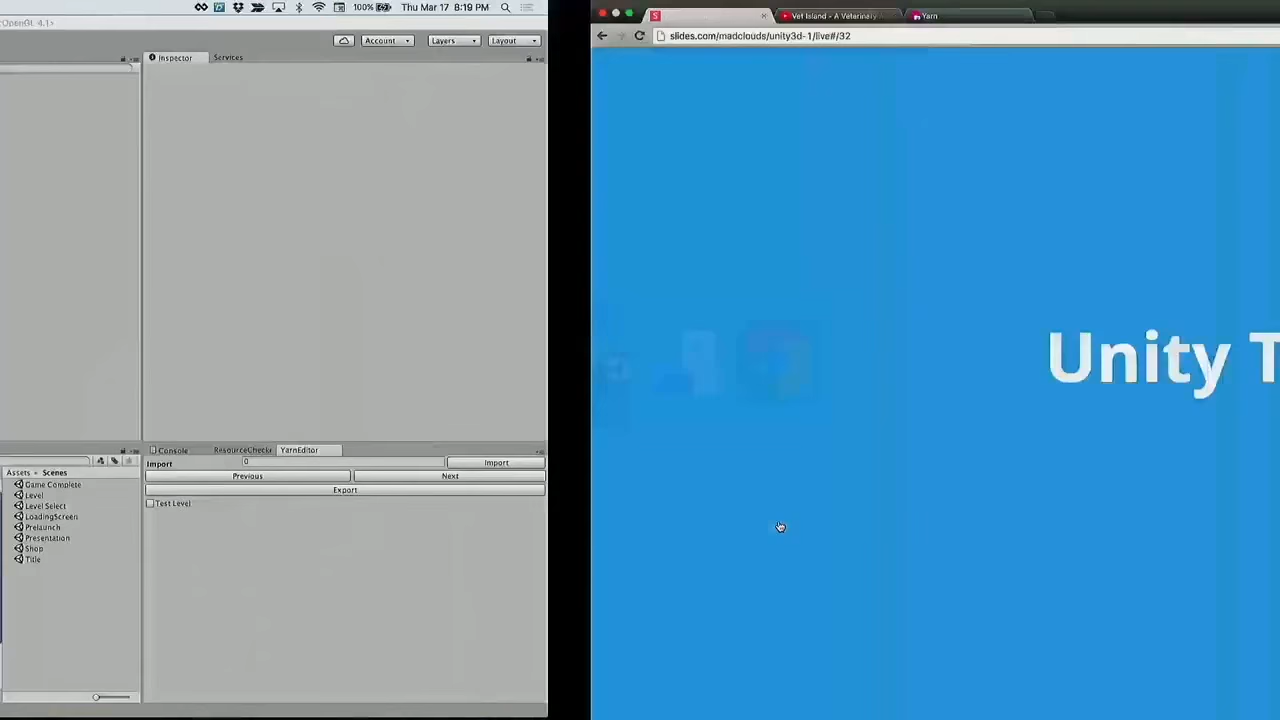 OpenGL 4.1>
100%
Thu Mar 17 8:19 PM
Account
Layers
Layout
Inspector
Services
Console
ResourceCheck
YarnEditor
Import
0
Import
Previous
Next
Export
Test Level
Assets
Scenes
Game Complete
Level
Level Select
LoadingScreen
Prelaunch
Presentation
Shop
Title
Vet Island - A Veterinary
Yarn
slides.com/madclouds/unity3d-1/live#/32
Unity T